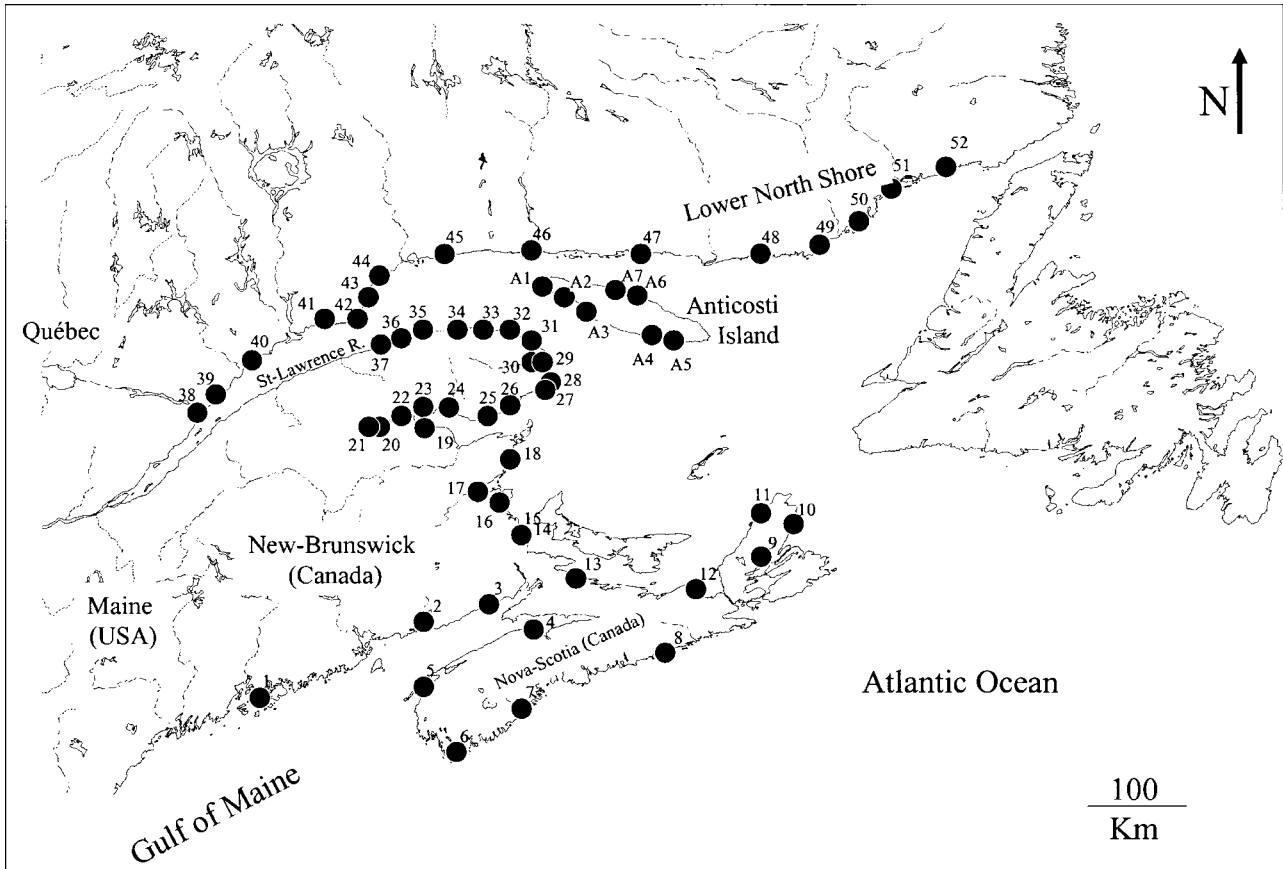 N
52
Lower North Shore
51
50
49
48
47
46
45
44
43
42
41
A1
A2
A7
A6
A3
A4
A5
Anticosti
Island
Québec
40
39
38
St-Lawrence R.
37
36
35
34
33
32
31
30
29
28
27
26
25
24
23
22
21
20
19
18
17
16
15
14
11
10
9
13
12
New-Brunswick
(Canada)
Maine
(USA)
3
2
4
Nova-Scotia (Canada)
8
5
7
1
6
Atlantic Ocean
Gulf of Maine
100
Km